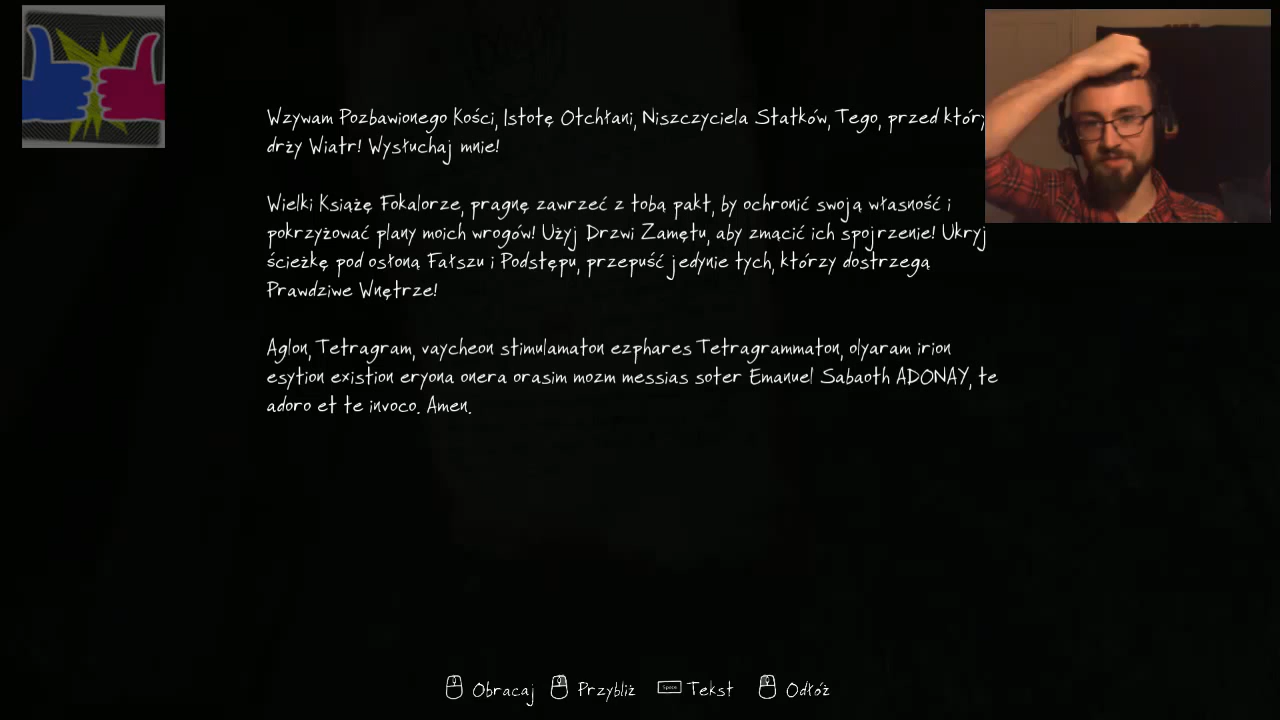 Wzywam Pozbawionego Kości, Istotę Otchłani, Niszczyciela Statków, Tego, przed
drży Wiatr! Wysłuchaj mnie!
Wielki Książę Fokalorze, pragnę zawrzeć z tobą pakt, by ochronić swoją własność i
pokrzyżować plany moich wrogów! Użyj Drzwi Zamętu, aby zmącić ich spojrzenie! Ukryj
ścieżkę pod osłoną Fałszu i Podstępu, przepuść jedynie tych, którzy dostrzegą
Prawdziwe Wnętrze!
Aglon, Tetragram, vaycheon stimulamaton ezphares Tetragrammaton, olyaram irion
esytion existion eryona onera orasim mozm messias soter Emanuel Sabaoth ADONAY, te
adoro et te invoco. Amen.
Obracaj Przybliż Space Tekst Odłóż